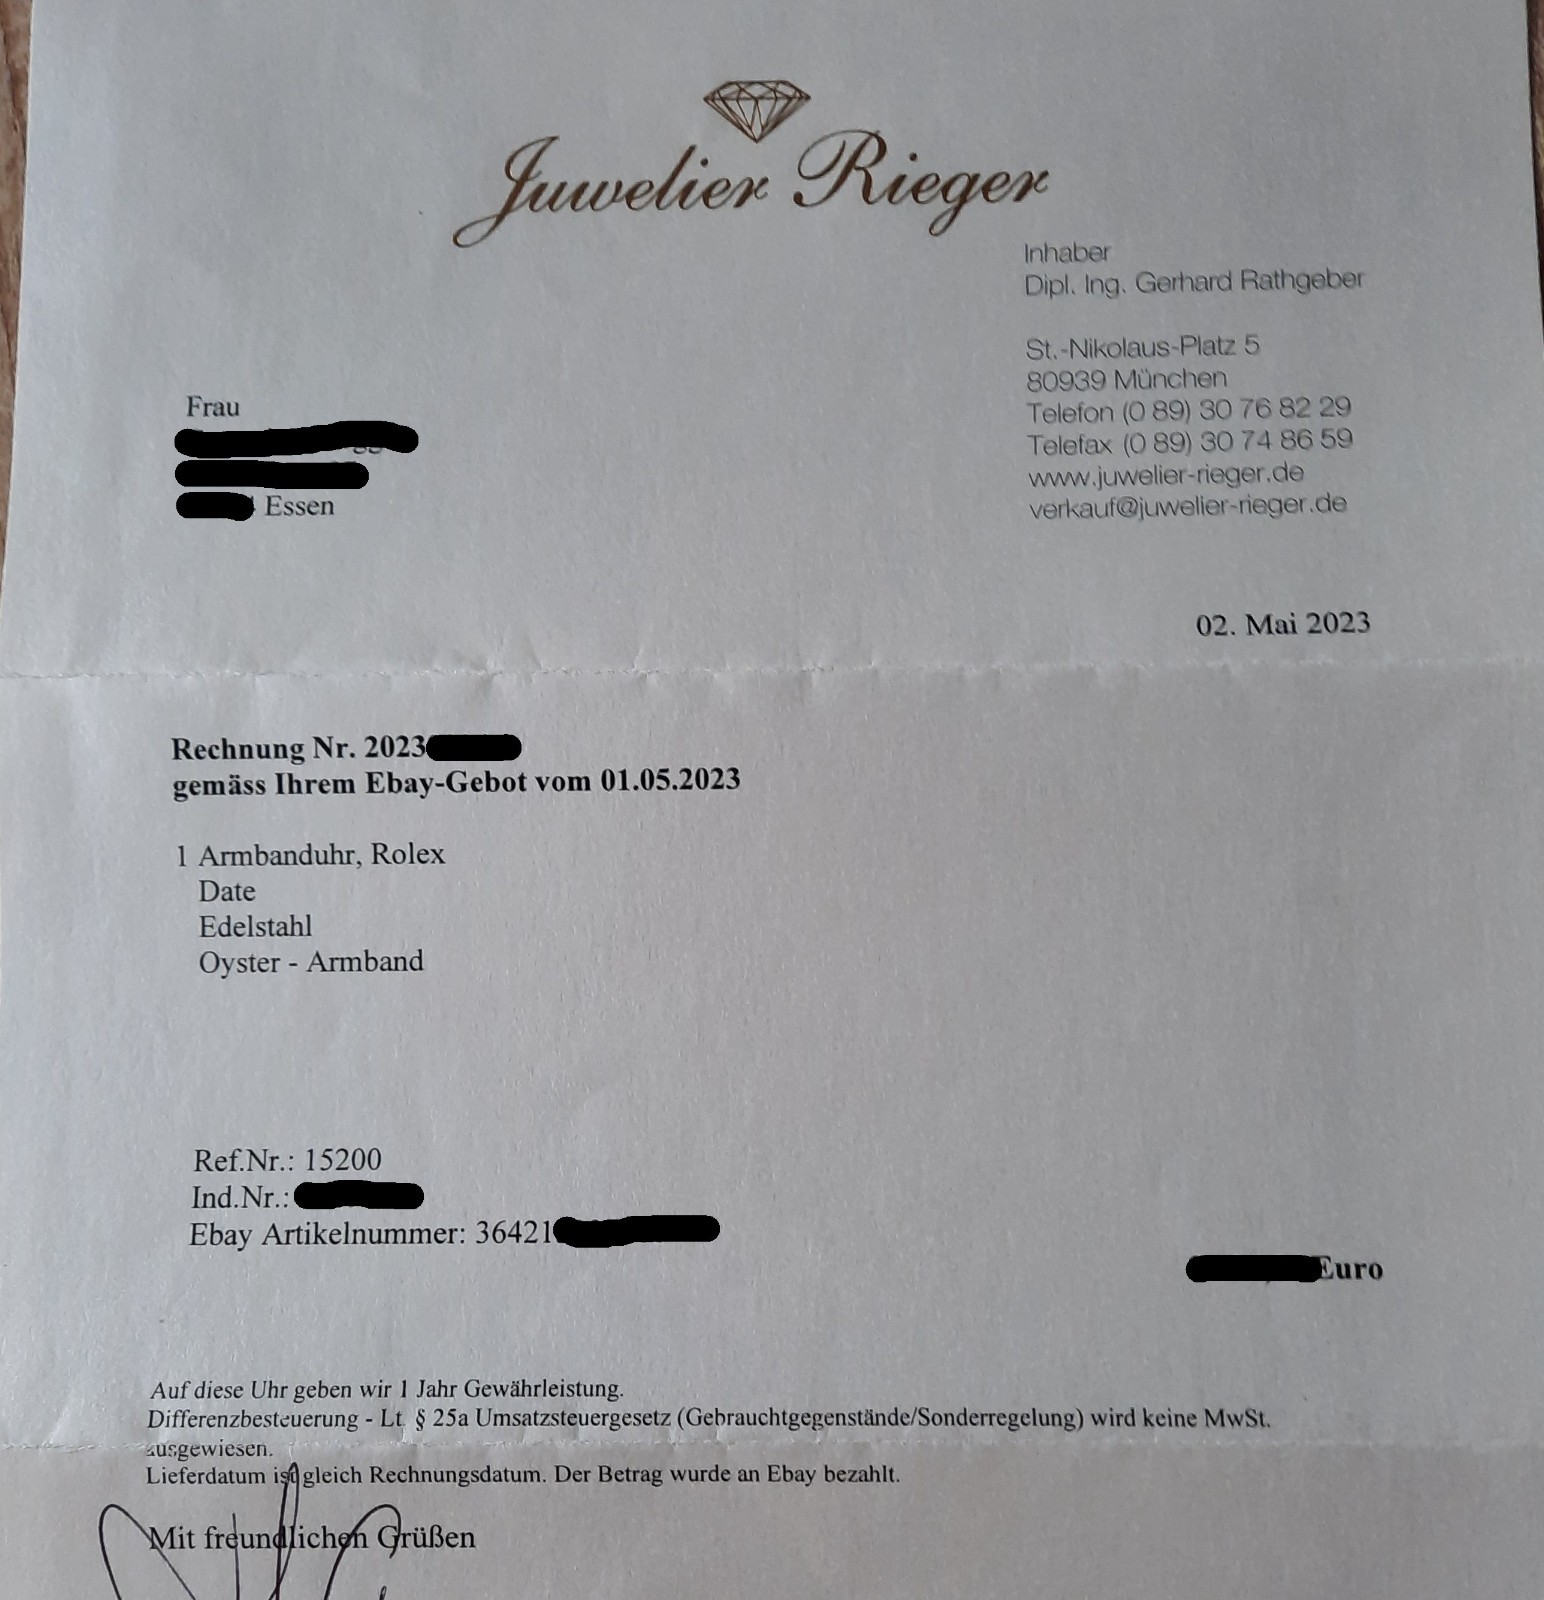 Juwelier Rieger
Inhaber
Dipl. Ing. Gerhard Rathgeber
St.-Nikolaus-Platz 5
80939 München
Telefon (0 89) 30 76 82 29
Telefax (0 89) 30 74 86 59
www.juwelier-rieger.de
verkauf@juwelier-rieger.de
Frau
Essen
02. Mai 2023
Rechnung Nr. 2023
gemäss Ihrem Ebay-Gebot vom 01.05.2023
1 Armbanduhr, Rolex
Date
Edelstahl
Oyster - Armband
Ref.Nr.: 15200
Ind.Nr.:
Ebay Artikelnummer: 36421
Euro
Auf diese Uhr geben wir 1 Jahr Gewährleistung.
Differenzbesteuerung - Lt. § 25a Umsatzsteuergesetz (Gebrauchtgegenstände/Sonderregelung) wird keine MwSt.
ausgewiesen.
Lieferdatum ist gleich Rechnungsdatum. Der Betrag wurde an Ebay bezahlt.
Mit freundlichen Grüßen